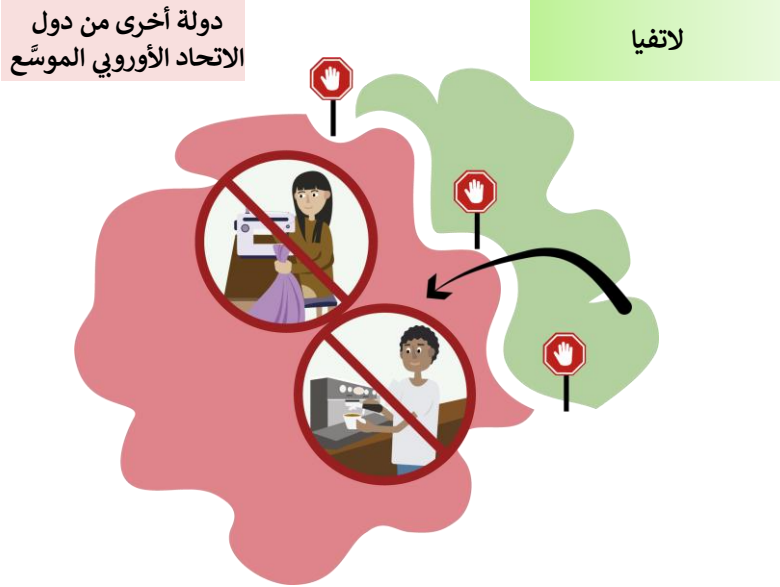 لاتفيا
دولة أخرى من دول
الاتحاد الأوروبي الموسَّع